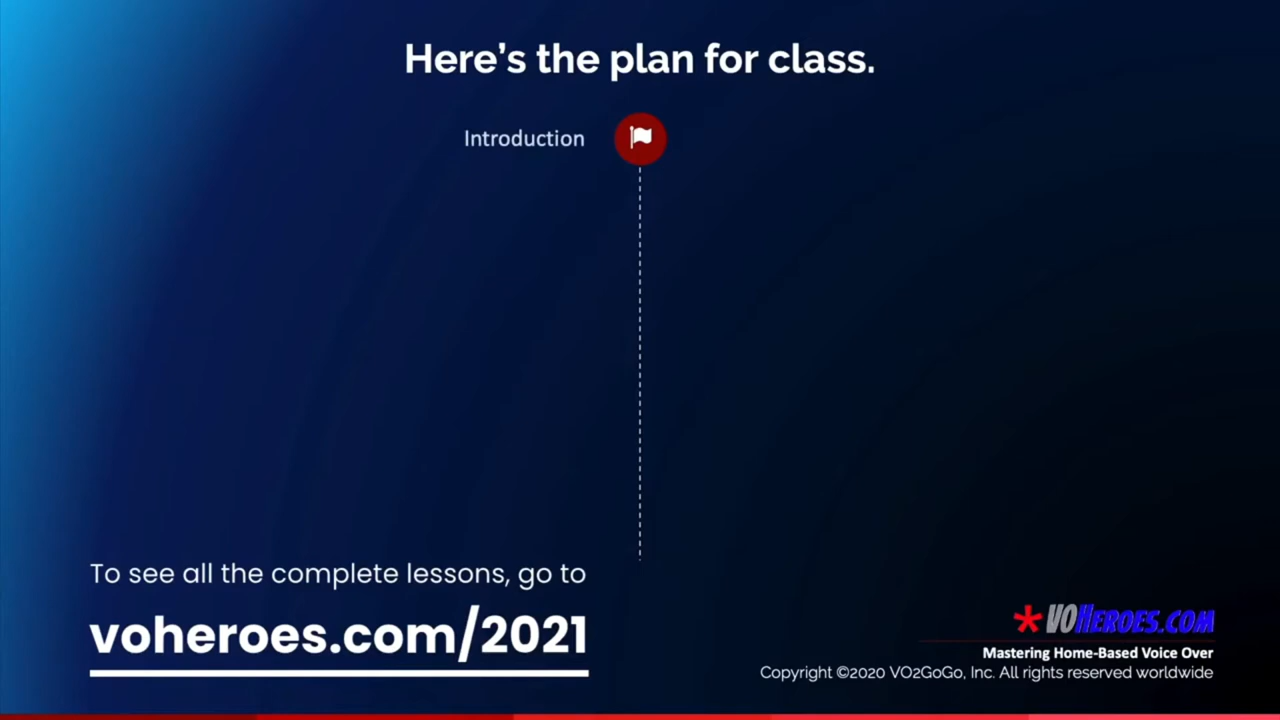 Here's the plan for class.
Introduction
To see all the complete lessons, go to
voheroes.com/2021
*VOHEROES.COM
Mastering Home-Based Voice Over
Copyright ©2020 VO2GoGo, Inc. All rights reserved worldwide